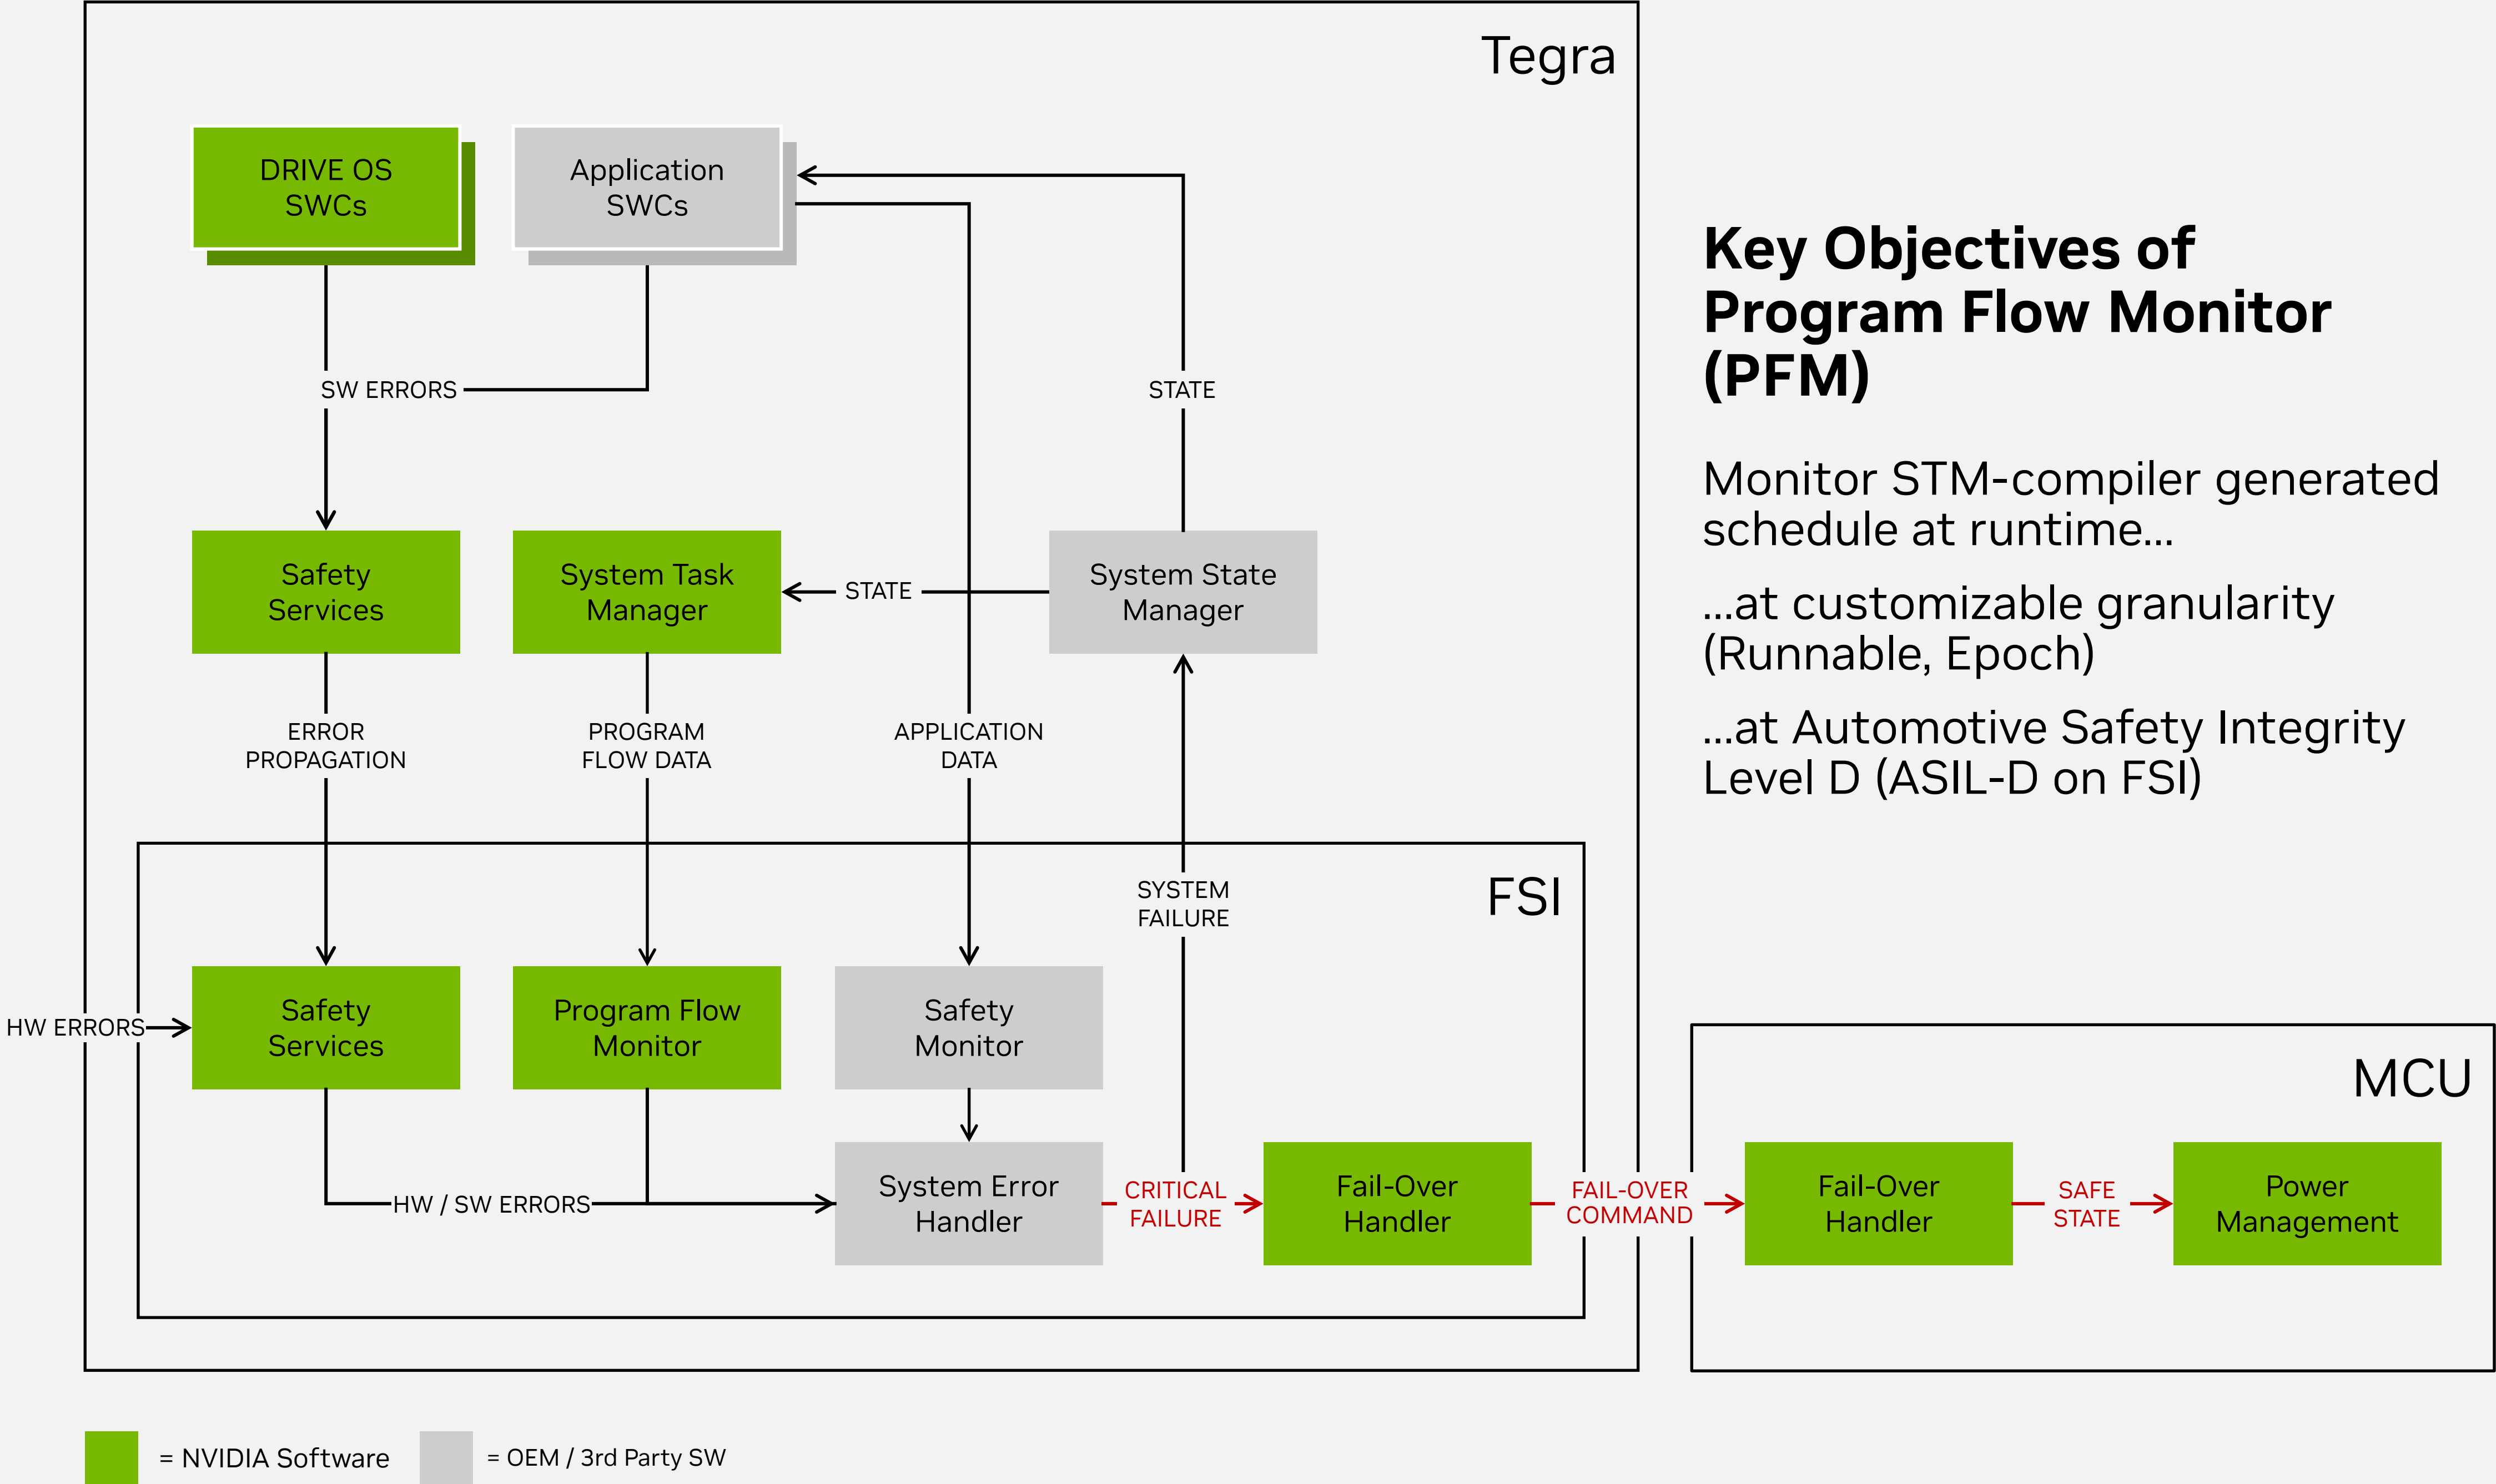 Tegra
DRIVE OS
SWCs
Application
SWCs
SW ERRORS
STATE
Safety
Services
System Task
Manager
STATE
System State
Manager
ERROR
PROPAGATION
PROGRAM
FLOW DATA
APPLICATION
DATA
SYSTEM
FAILURE
FSI
HW ERRORS
Safety
Services
Program Flow
Monitor
Safety
Monitor
HW / SW ERRORS
System Error
Handler
CRITICAL
FAILURE
Fail-Over
Handler
FAIL-OVER
COMMAND
MCU
Fail-Over
Handler
SAFE
STATE
Power
Management
Key Objectives of
Program Flow Monitor
(PFM)
Monitor STM-compiler generated
schedule at runtime...
...at customizable granularity
(Runnable, Epoch)
...at Automotive Safety Integrity
Level D (ASIL-D on FSI)
= NVIDIA Software
= OEM / 3rd Party SW